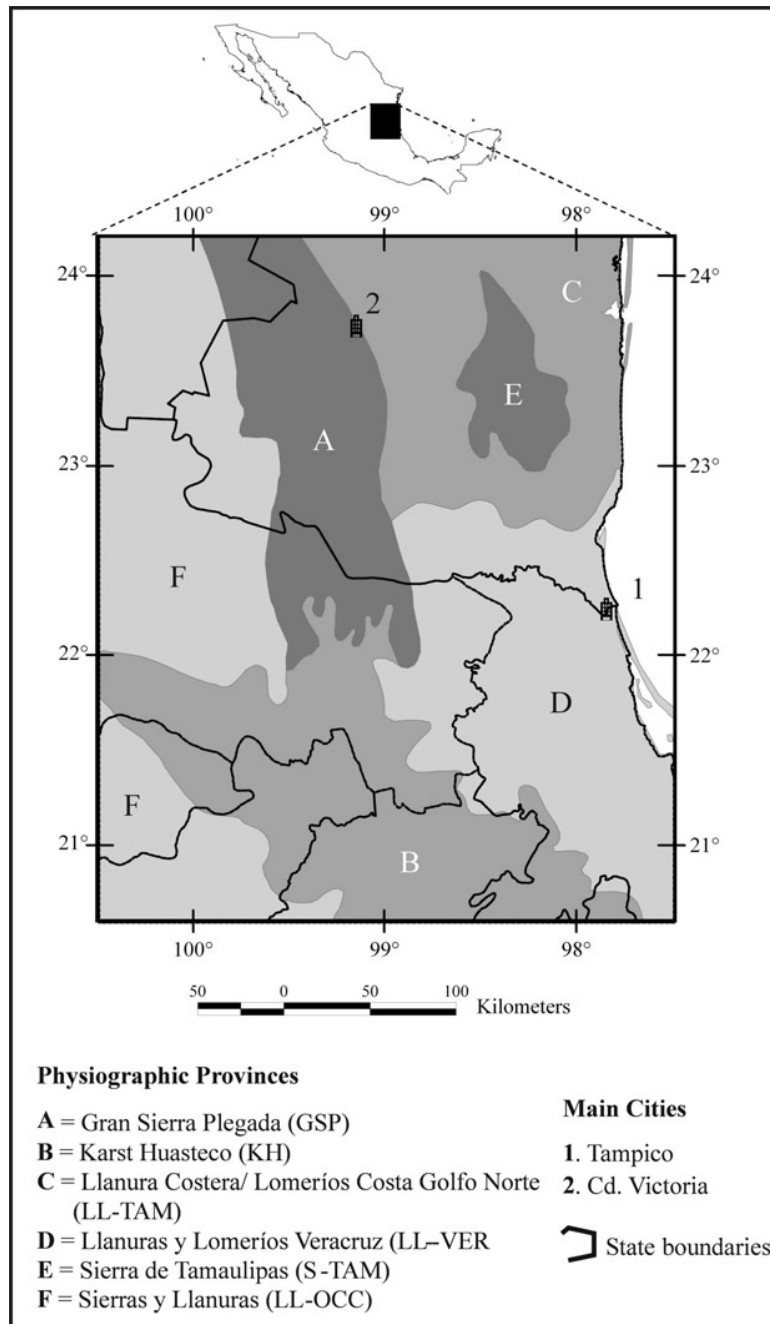 100° 99° 98°
24° 24°
C
2
E
A
23° 23°
F
1
22° 22°
D
F
21° 21°
B
100° 99° 98°
50 0 50 100
Kilometers
Physiographic Provinces
A = Gran Sierra Plegada (GSP)
B = Karst Huasteco (KH)
C = Llanura Costera/ Lomeríos Costa Golfo Norte
(LL-TAM)
D = Llanuras y Lomeríos Veracruz (LL–VER
E = Sierra de Tamaulipas (S-TAM)
F = Sierras y Llanuras (LL-OCC)
Main Cities
1. Tampico
2. Cd. Victoria
State boundaries